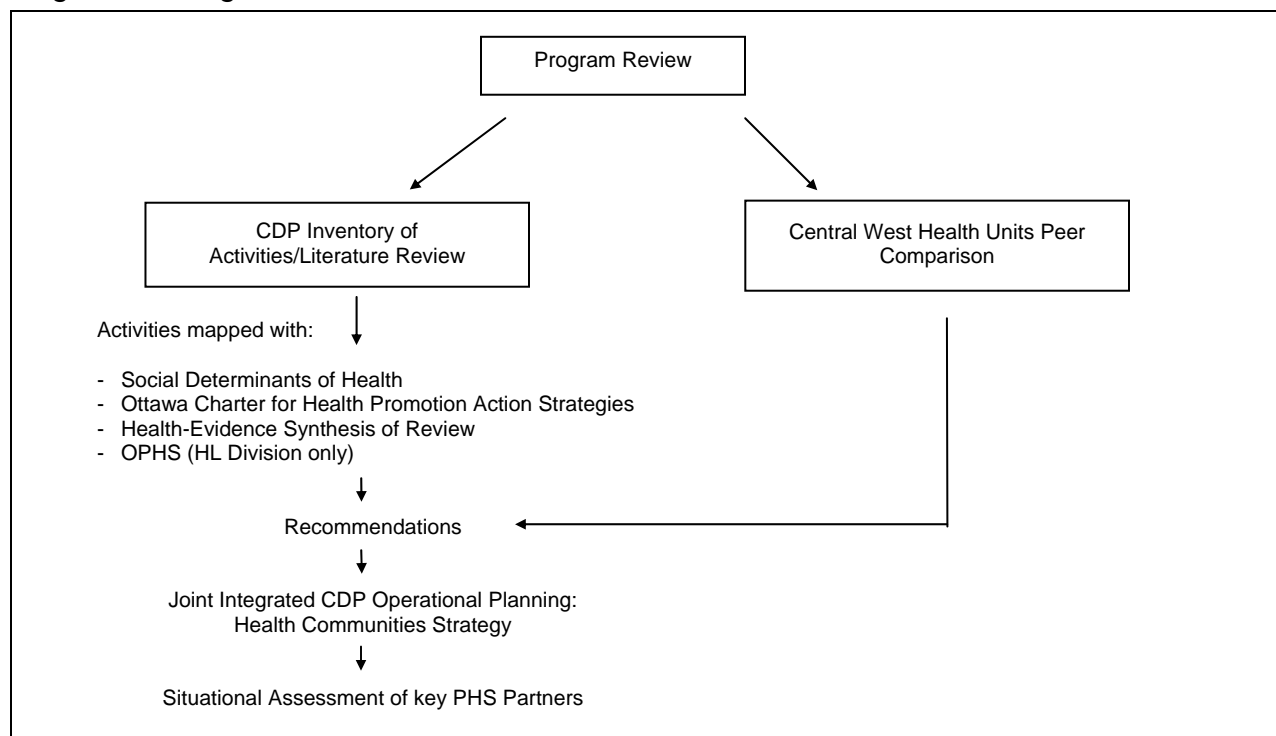 Program Review
CDP Inventory of
Activities/Literature Review
Central West Health Units Peer
Comparison
Activities mapped with:
- Social Determinants of Health
- Ottawa Charter for Health Promotion Action Strategies
- Health-Evidence Synthesis of Review
- OPHS (HL Division only)
Recommendations
Joint Integrated CDP Operational Planning:
Health Communities Strategy
Situational Assessment of key PHS Partners